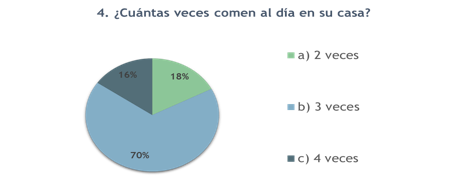 4. ¿Cuántas veces comen al día en su casa?
a) 2 veces
16%
18%
b) 3 veces
70%
c) 4 veces